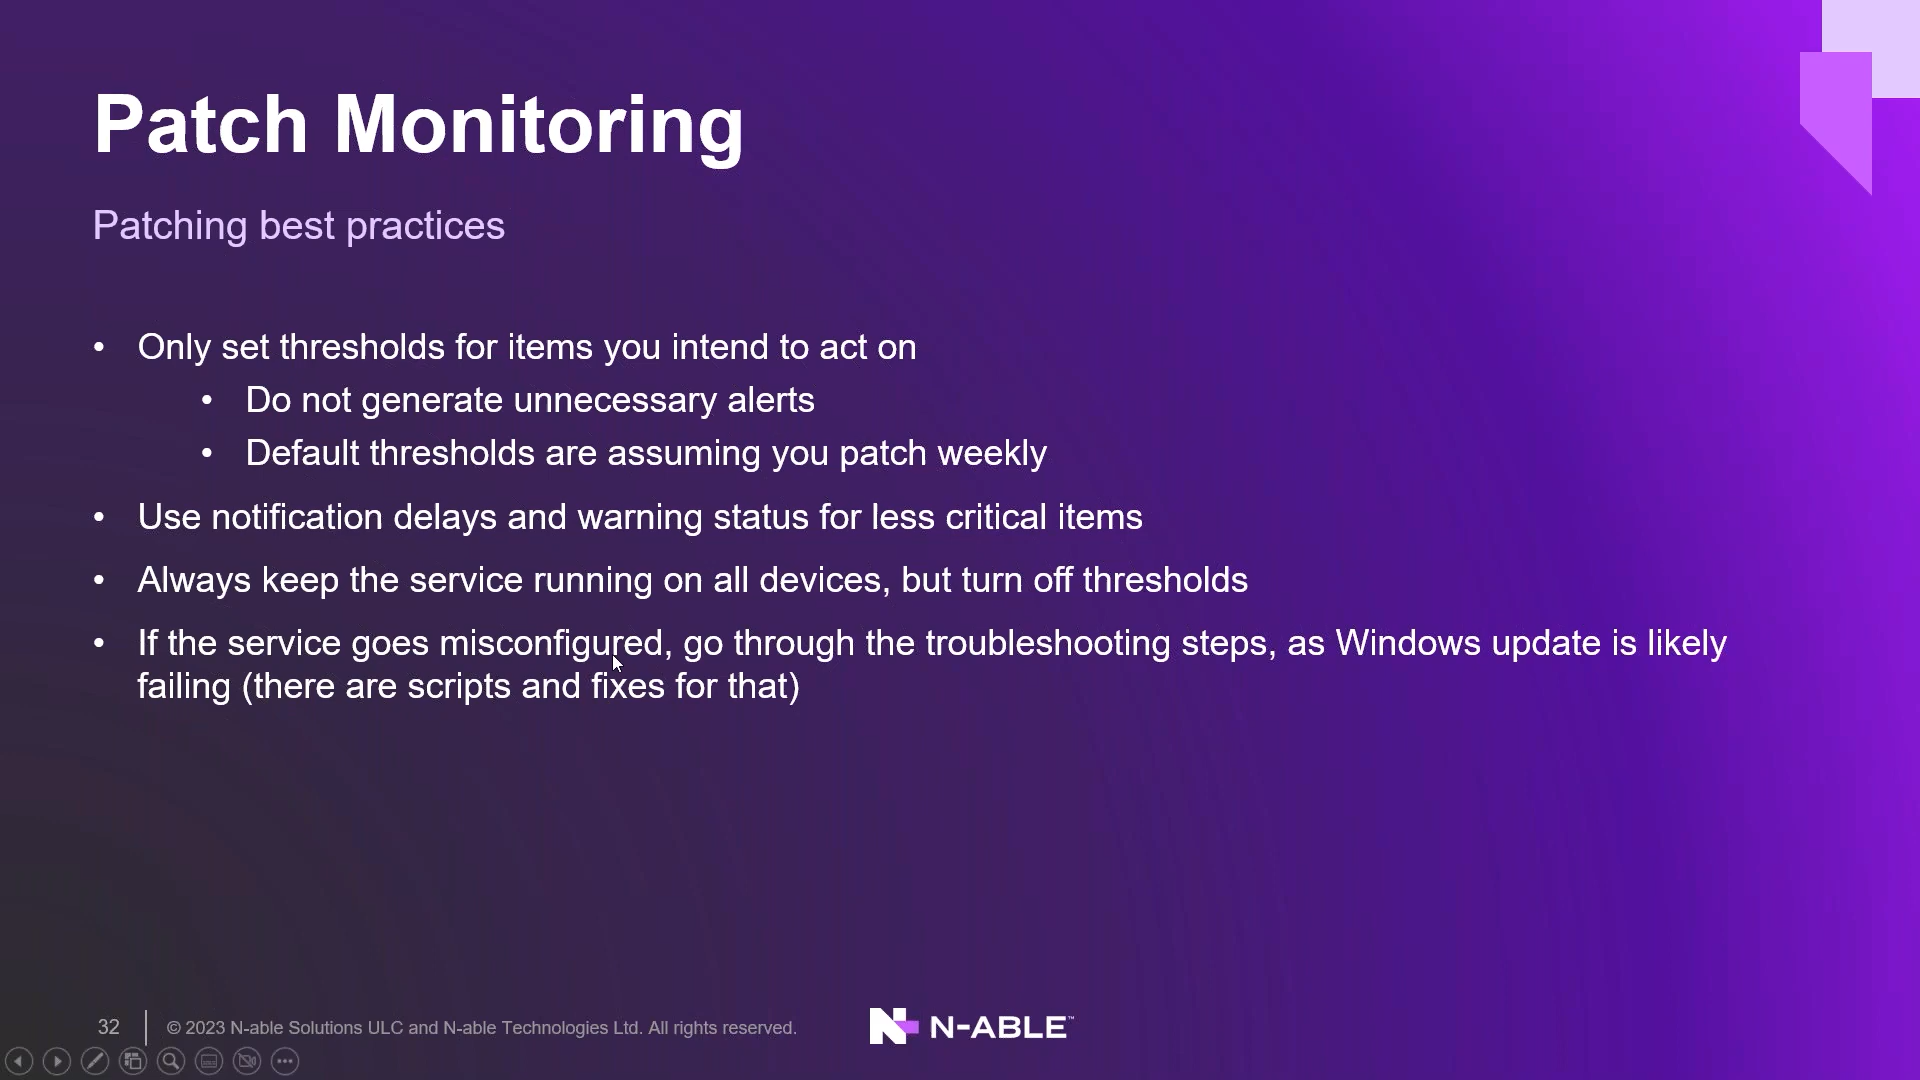 Patch Monitoring
Patching best practices
• Only set thresholds for items you intend to act on
• Do not generate unnecessary alerts
• Default thresholds are assuming you patch weekly
• Use notification delays and warning status for less critical items
• Always keep the service running on all devices, but turn off thresholds
• If the service goes misconfigured, go through the troubleshooting steps, as Windows update is likely
failing (there are scripts and fixes for that)
32
© 2023 N-able Solutions ULC and N-able Technologies Ltd. All rights reserved.
N-ABLE™